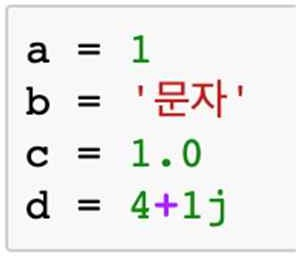 a = 1
b = '문자'
c = 1.0
d = 4+1j